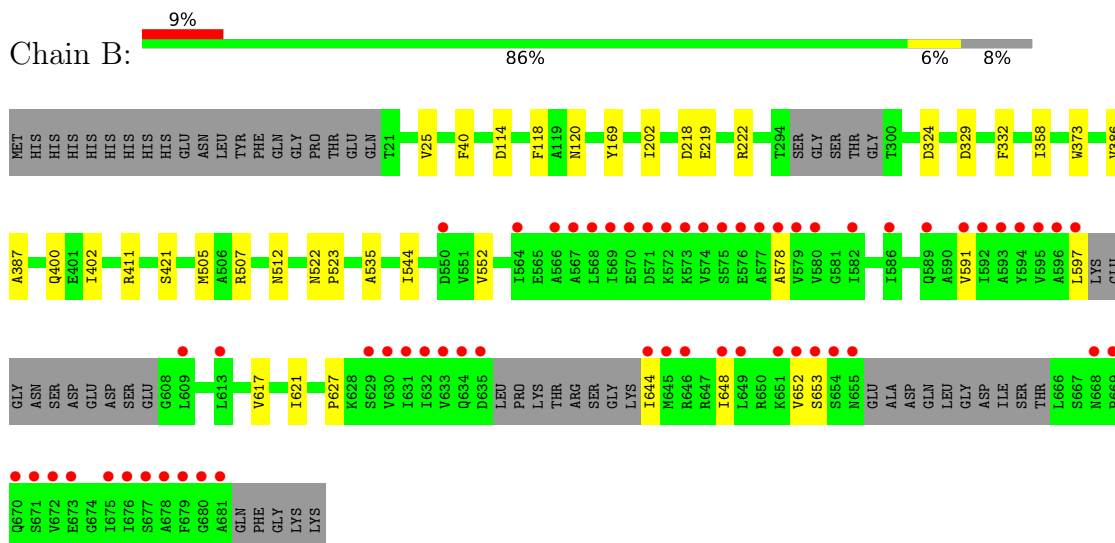 9%
Chain B:
86% 6% 8%
MET HIS HIS HIS HIS HIS HIS HIS HIS HIS GLU ASN LEU TYR PHE GLN GLY PRO THR GLU GLN T21 V25 F40 D114 F118 A119 N120 Y169 I202 D218 E219 R222 T294 SER GLY SER THR GLY T300 D324 D329 F332 I358 W373 V386
A387 Q400 E401 I402 R411 S421 M505 A506 R507 N512 N522 P523 A535 I544 D550 V551 V552 I564 E565 A566 A567 L568 I569 E570 D571 K572 K573 V574 S575 E576 A577 A578 V579 V580 G581 I582 I586 Q589 A590 V591 I592 A593 Y594 V595 A596 L597 LYS GLU
GLY ASN SER ASP GLU ASP SER GLU G608 L609 L613 V617 I621 P627 K628 S629 V630 I631 I632 V633 Q634 D635 LEU PRO LYS THR ARG SER GLY LYS I644 M645 R646 R647 I648 L649 R650 K651 V652 S653 S654 N655 GLU ALA ASP GLN LEU GLY ASP ILE SER THR L666 S667 N668
Q670 S671 V672 E673 G674 I675 I676 S677 A678 F679 G680 A681 GLN PHE GLY LYS LYS